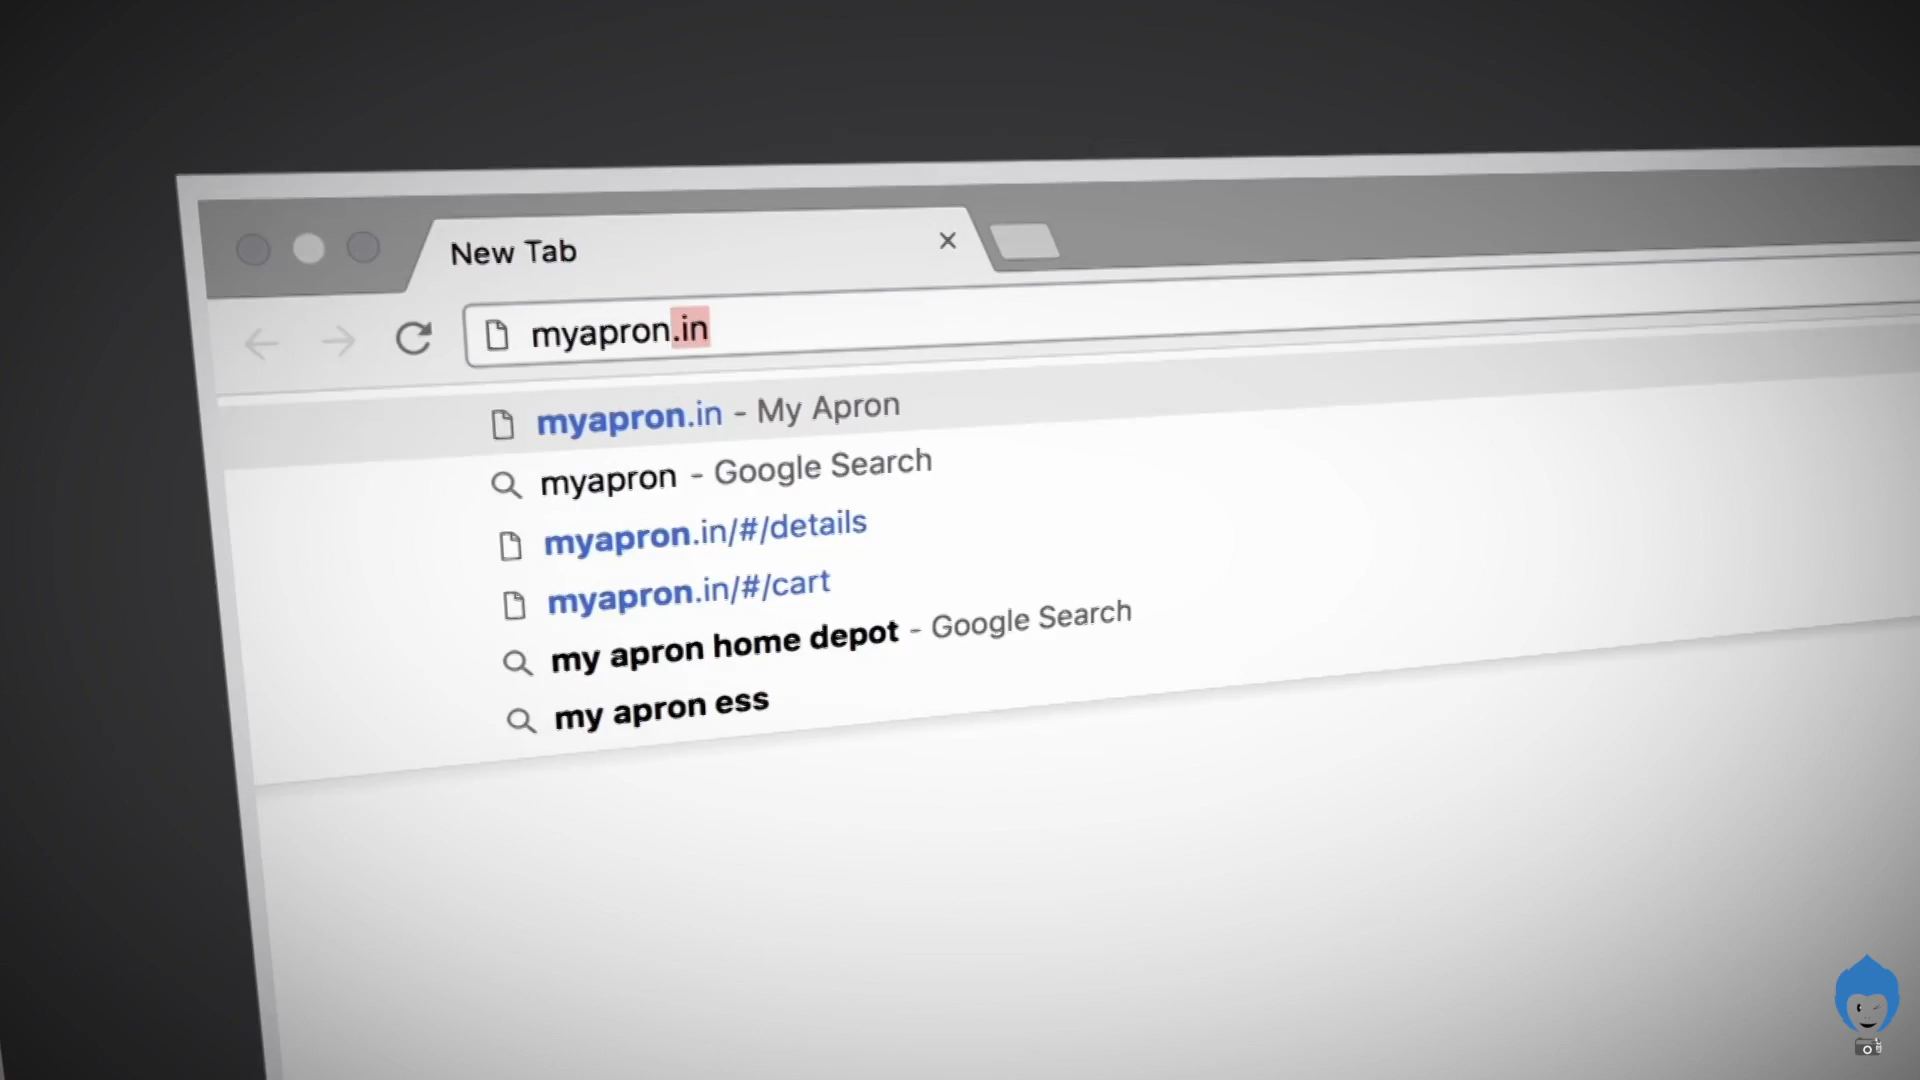 New Tab
myapron.in
myapron.in - My Apron
myapron - Google Search
myapron.in/#/details
myapron.in/#/cart
my apron home depot - Google Search
my apron ess